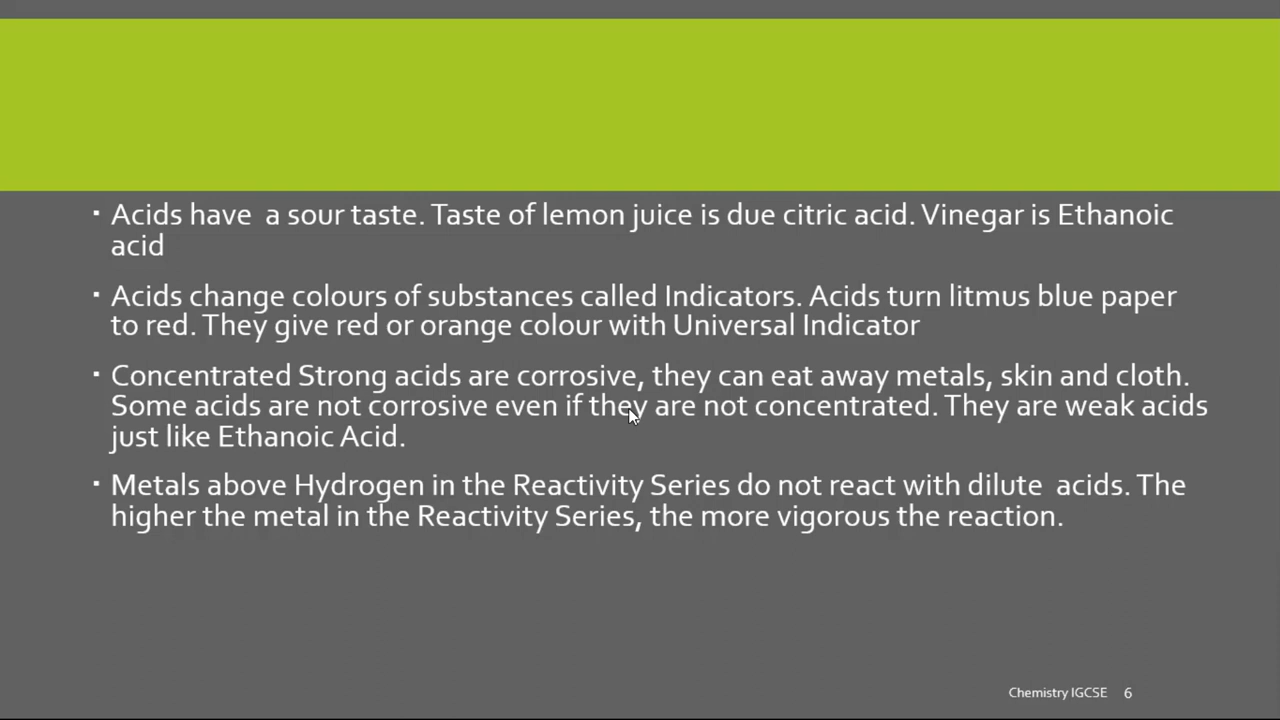 ▪ Acids have  a sour taste. Taste of lemon juice is due citric acid. Vinegar is Ethanoic
acid
▪ Acids change colours of substances called Indicators. Acids turn litmus blue paper
to red. They give red or orange colour with Universal Indicator
▪ Concentrated Strong acids are corrosive, they can eat away metals, skin and cloth.
Some acids are not corrosive even if they are not concentrated. They are weak acids
just like Ethanoic Acid.
▪ Metals above Hydrogen in the Reactivity Series do not react with dilute  acids. The
higher the metal in the Reactivity Series, the more vigorous the reaction.
Chemistry IGCSE 6